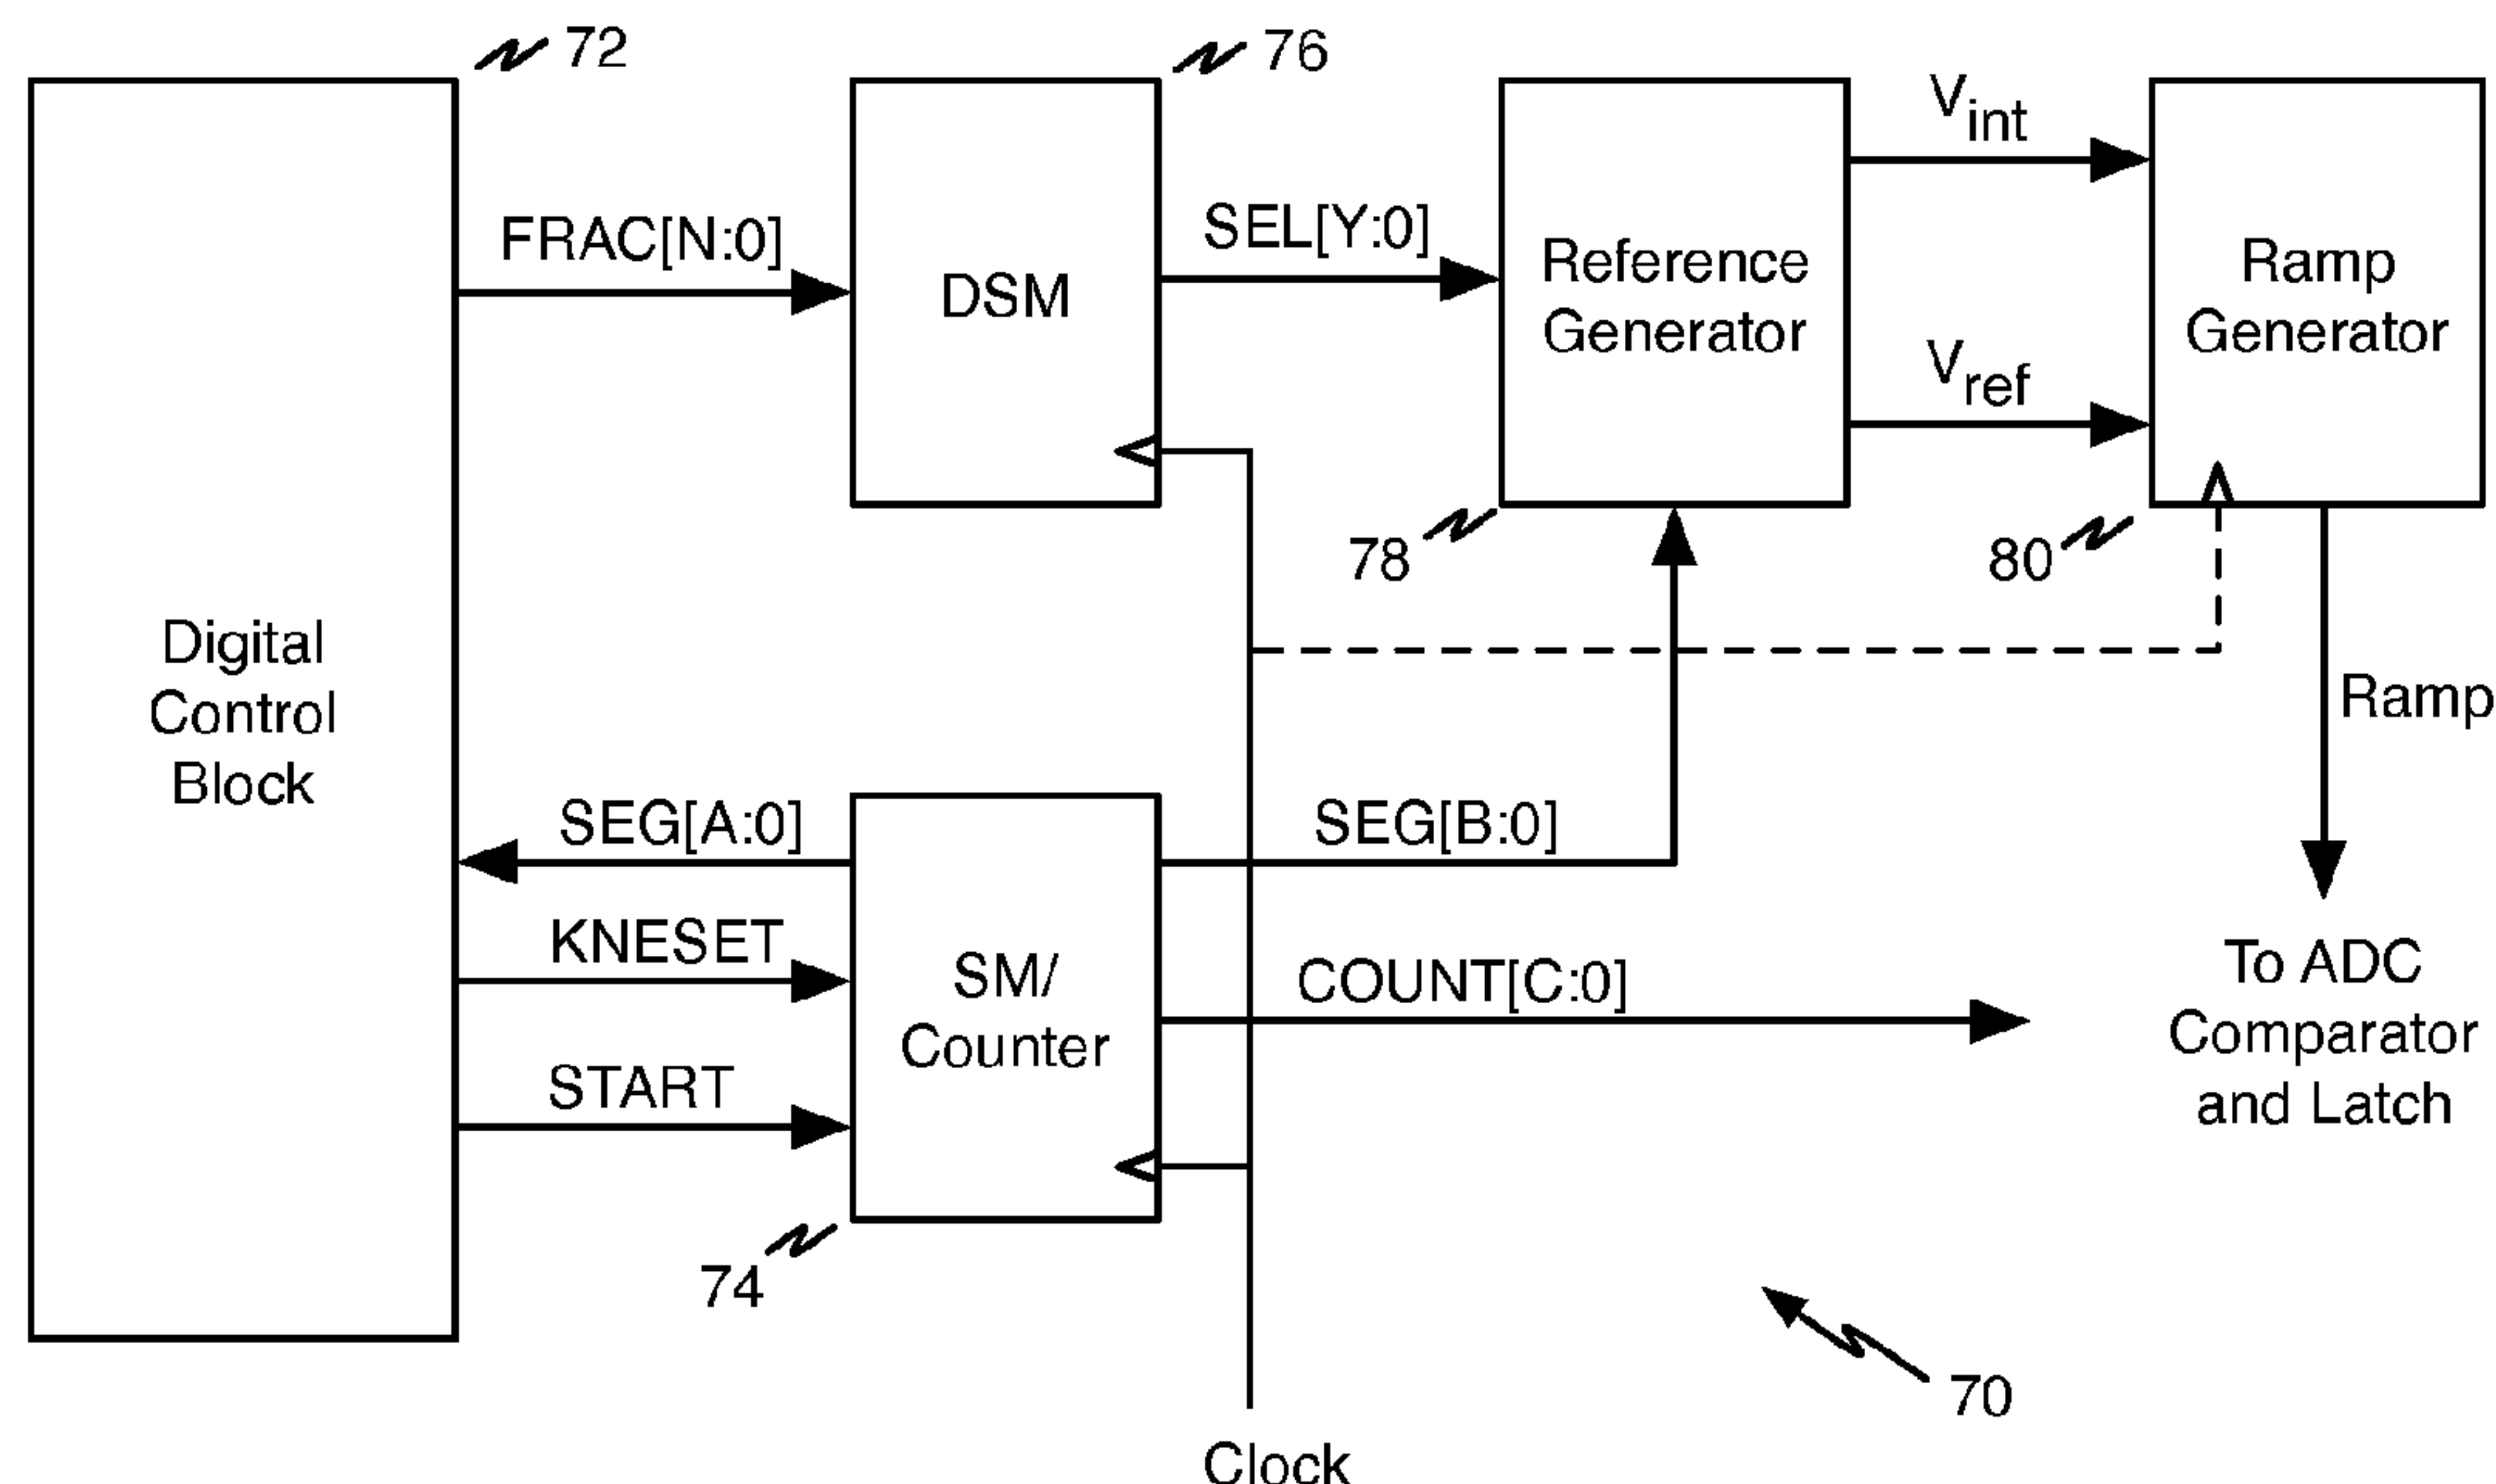 72
76
V
int
FRAC[N:0]
SEL[Y:0]
DSM
Reference
Generator
Ramp
Generator
V
ref
78
80
Digital
Control
Block
Ramp
SEG[A:0]
SEG[B:0]
KNESET
SM/
Counter
COUNT[C:0]
To ADC
Comparator
and Latch
START
74
70
Clock